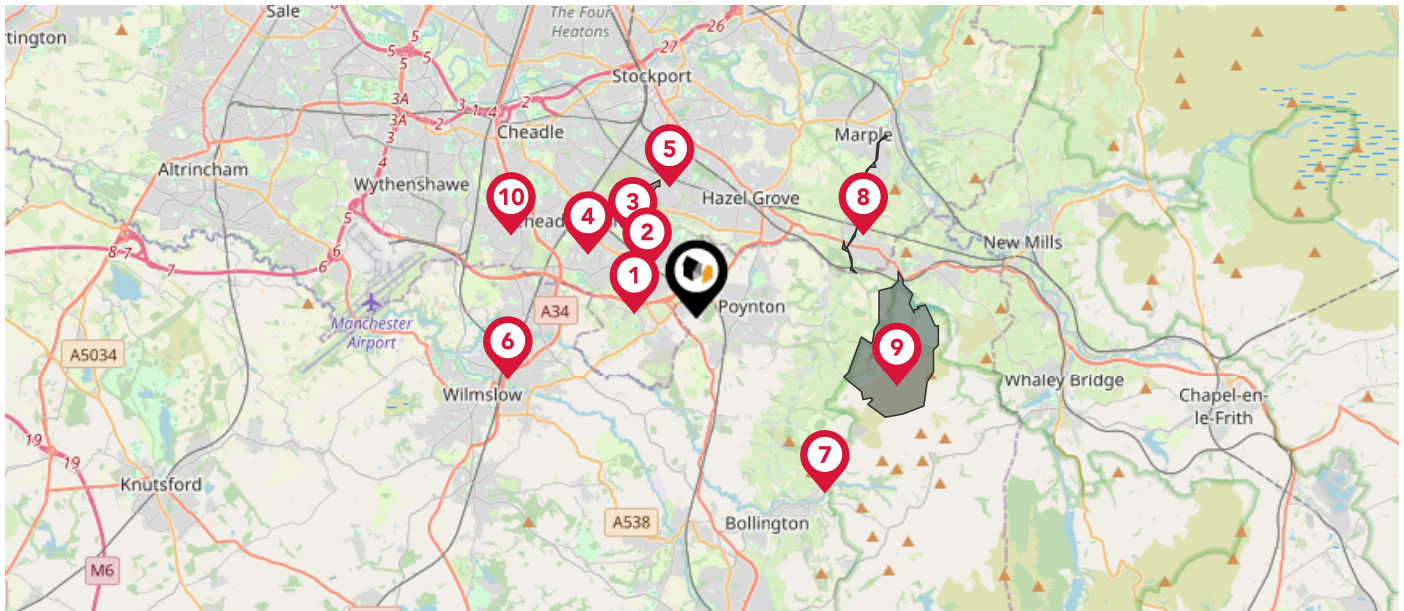 Sale
The Four
Heatons
26
rtington
5
5
5
5
27
Stockport
3A
3
1
4
2
3A
2
3
4
Cheadle
Marple
Altrincham
Wythenshawe
5
10
3
8
4
Hazel Grove
2
5
8
7
7
6
6
New Mills
1
Poynton
A34
Manchester
Airport
6
9
A5034
Wilmslow
Whaley Bridge
Chapel-en-
le-Frith
19
19
7
Knutsford
A538
Bollington
M6